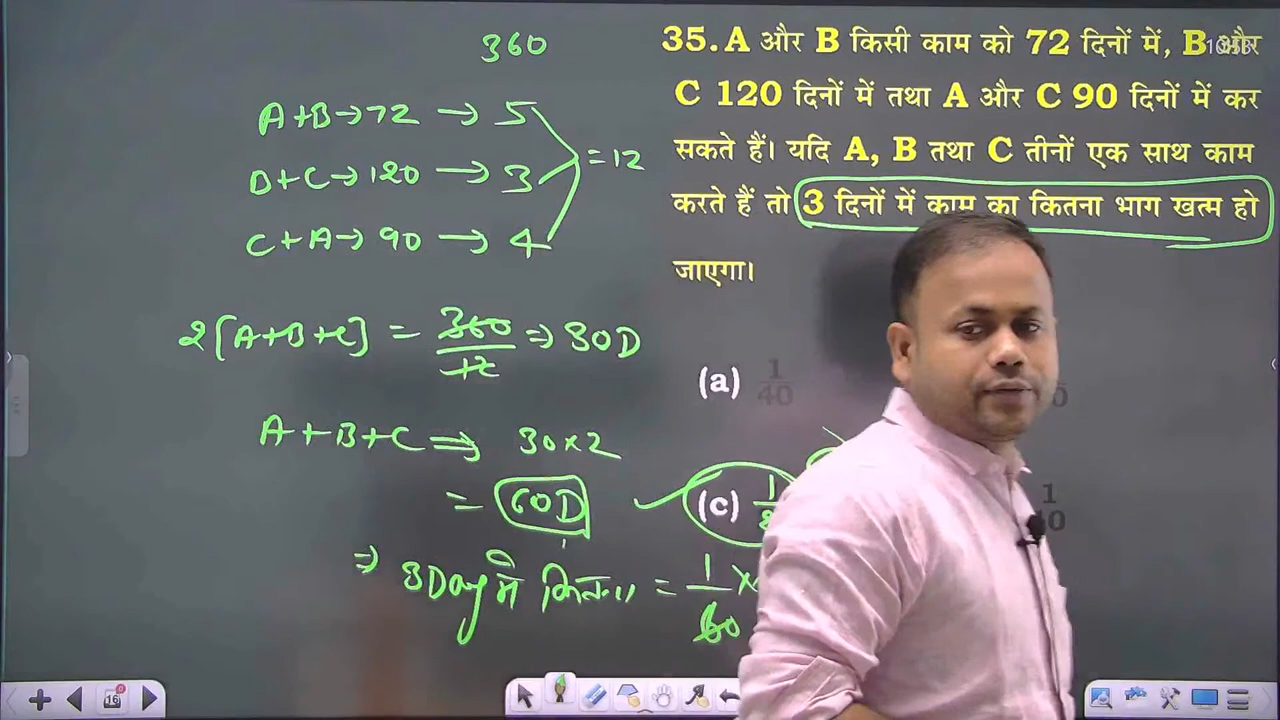 360
A+B→72 → 5
B+C→120 → 3 =12
C+A→90 → 4
2[A+B+C] = 360/12 ⇒ 30D
A+B+C ⇒ 30×2
= 60D
⇒ 3Day में कितना = 1/60 ×
35. A और B किसी काम को 72 दिनों में, B और
C 120 दिनों में तथा A और C 90 दिनों में कर
सकते हैं। यदि A, B तथा C तीनों एक साथ काम
करते हैं तो 3 दिनों में काम का कितना भाग खत्म हो
जाएगा।
(a) 1/40
(c) 1
16